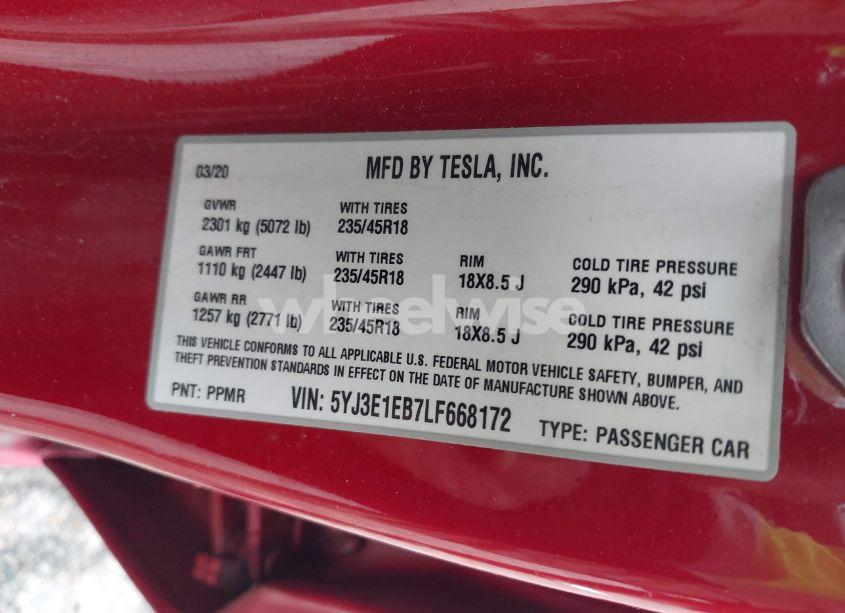 03/20 MFD BY TESLA, INC.
GVWR WITH TIRES
2301 kg (5072 lb) 235/45R18
GAWR FRT WITH TIRES RIM COLD TIRE PRESSURE
1110 kg (2447 lb) 235/45R18 18X8.5 J 290 kPa, 42 psi
GAWR RR WITH TIRES RIM COLD TIRE PRESSURE
1257 kg (2771 lb) 235/45R18 18X8.5 J 290 kPa, 42 psi
wheelwise
THIS VEHICLE CONFORMS TO ALL APPLICABLE U.S. FEDERAL MOTOR VEHICLE SAFETY, BUMPER, AND
THEFT PREVENTION STANDARDS IN EFFECT ON THE DATE OF MANUFACTURE SHOWN ABOVE.
PNT: PPMR VIN: 5YJ3E1EB7LF668172 TYPE: PASSENGER CAR